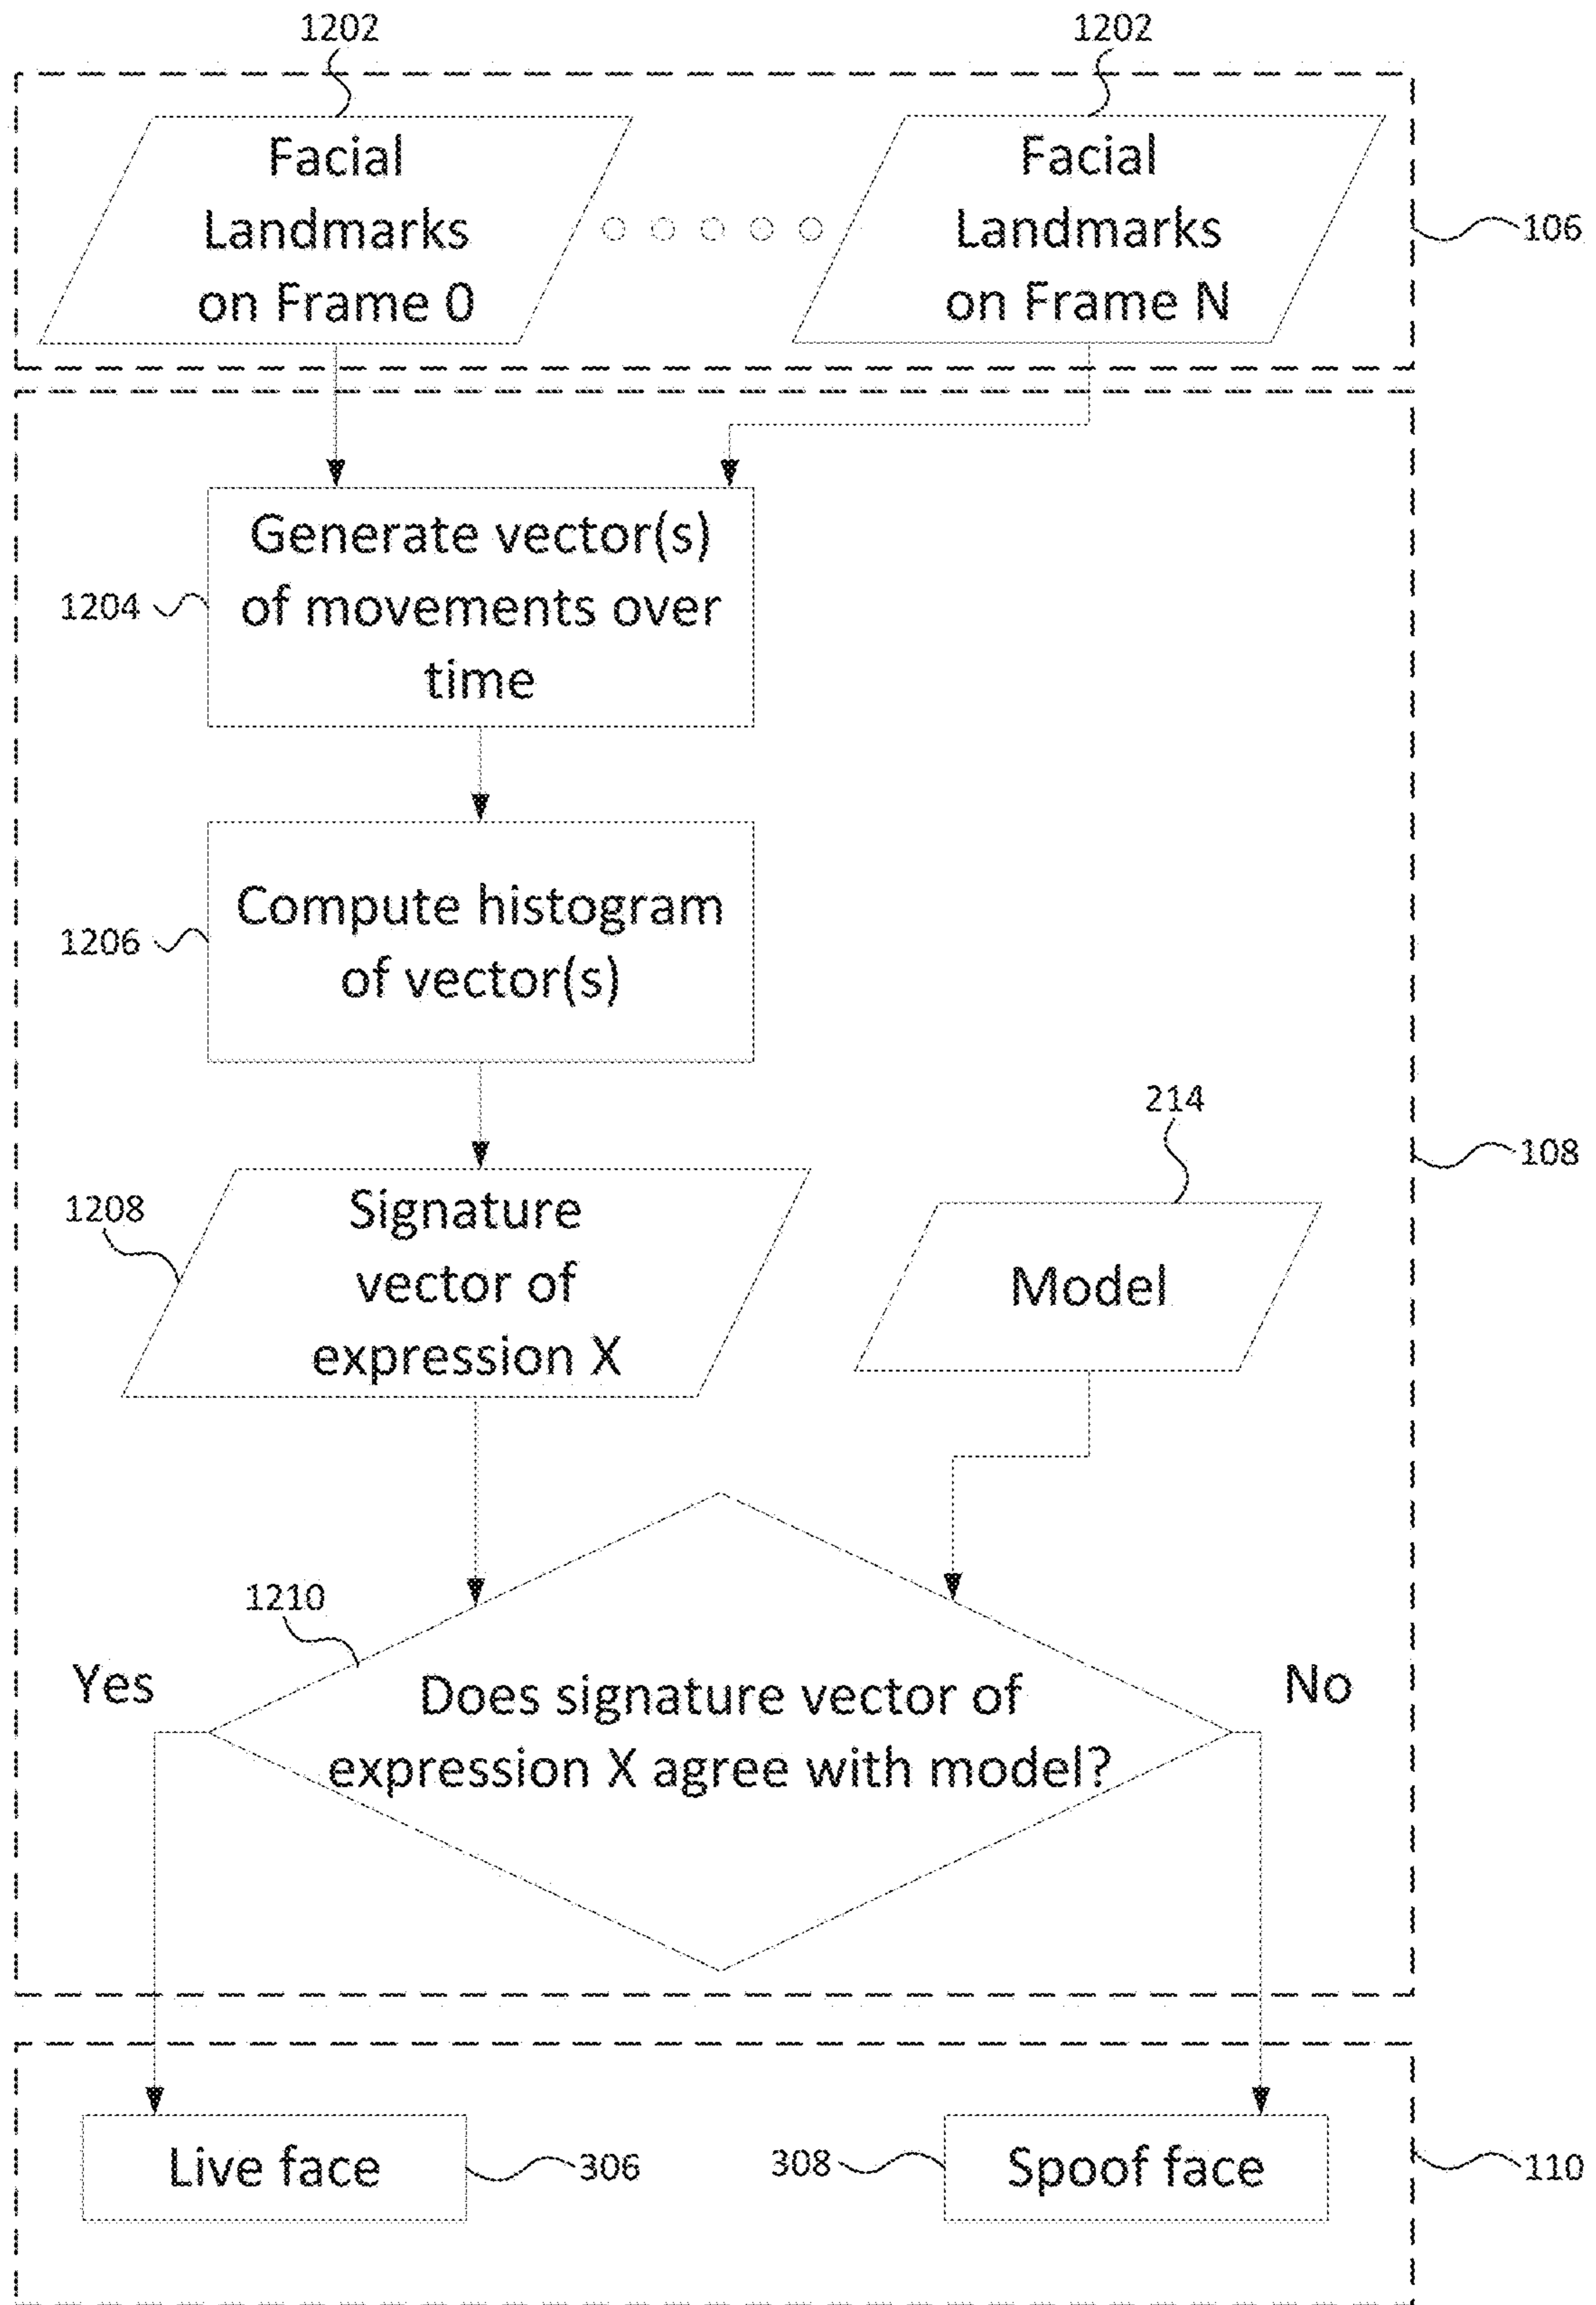 1202
1202
Facial
Landmarks
on Frame 0
Facial
Landmarks
on Frame N
106
Generate vector(s)
of movements over
time
1204
Compute histogram
of vector(s)
1206
214
108
1208
Signature
vector of
expression X
Model
1210
Yes
No
Does signature vector of
expression X agree with model?
Live face
306
308
Spoof face
110